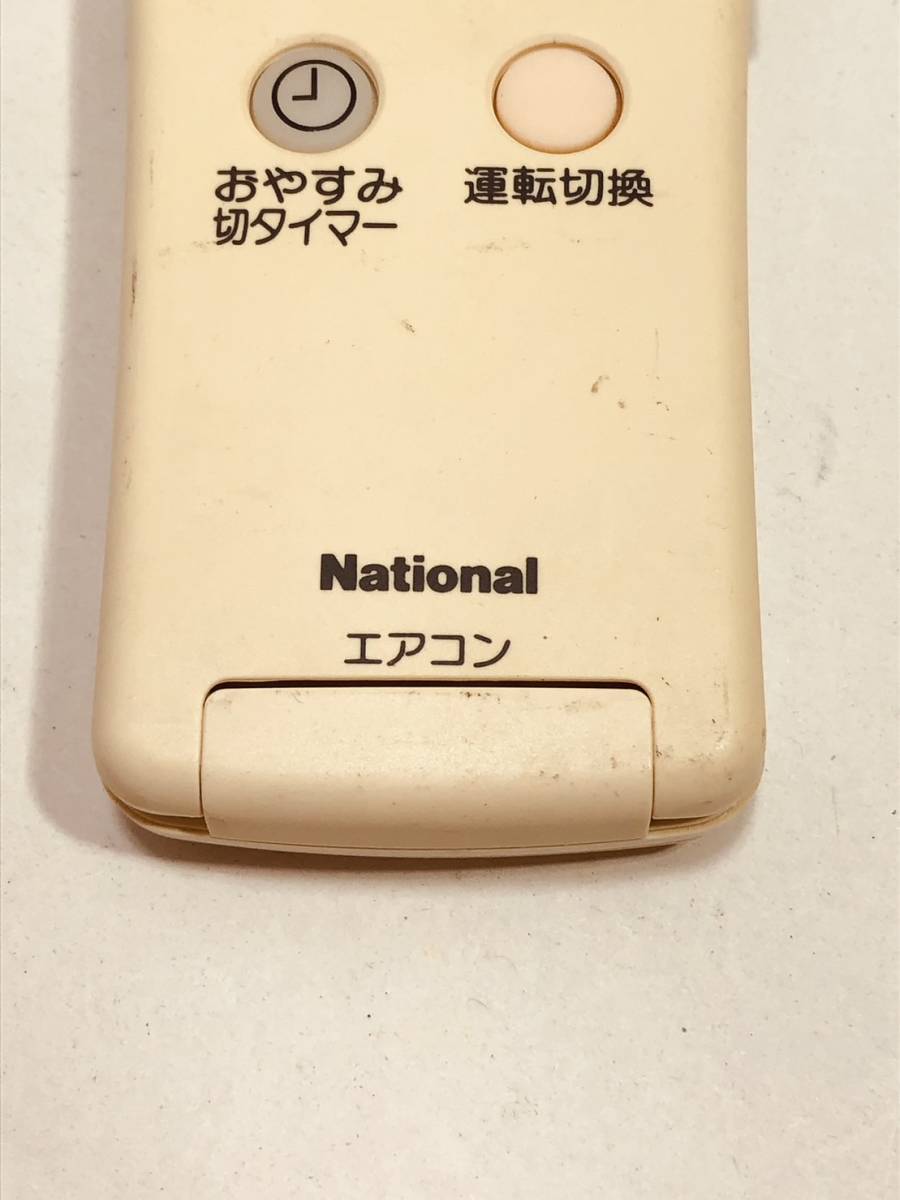 おやすみ
切タイマー
運転切換
National
エアコン